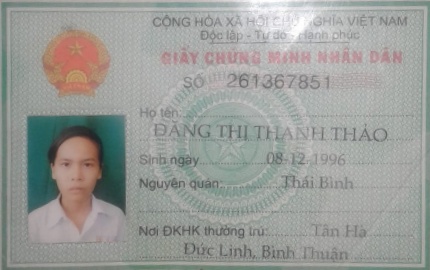 CỘNG HÒA XÃ HỘI CHỦ NGHĨA VIỆT NAM
Độc lập - Tự do - Hạnh phúc
GIẤY CHỨNG MINH NHÂN DÂN
SỐ 261367851
Họ tên:
ĐẶNG THỊ THANH THẢO
Sinh ngày 08-12-1996
Nguyên quán: Thái Bình
Nơi ĐKHK thường trú: Tân Hà
Đức Linh, Bình Thuận